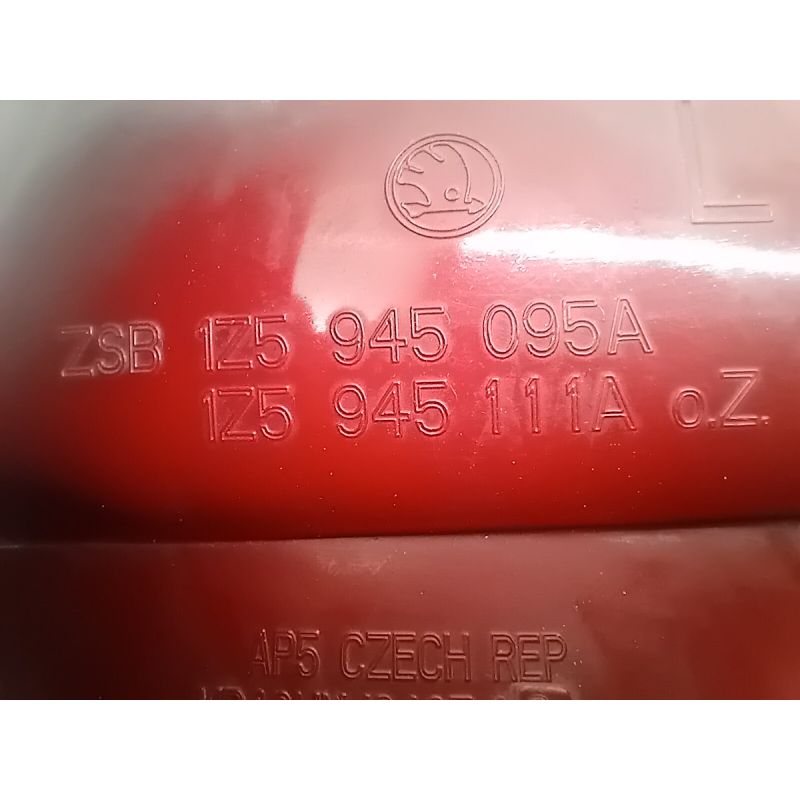 L
ZSB 1Z5 945 095A
1Z5 945 111A o.Z.
AP5 CZECH REP